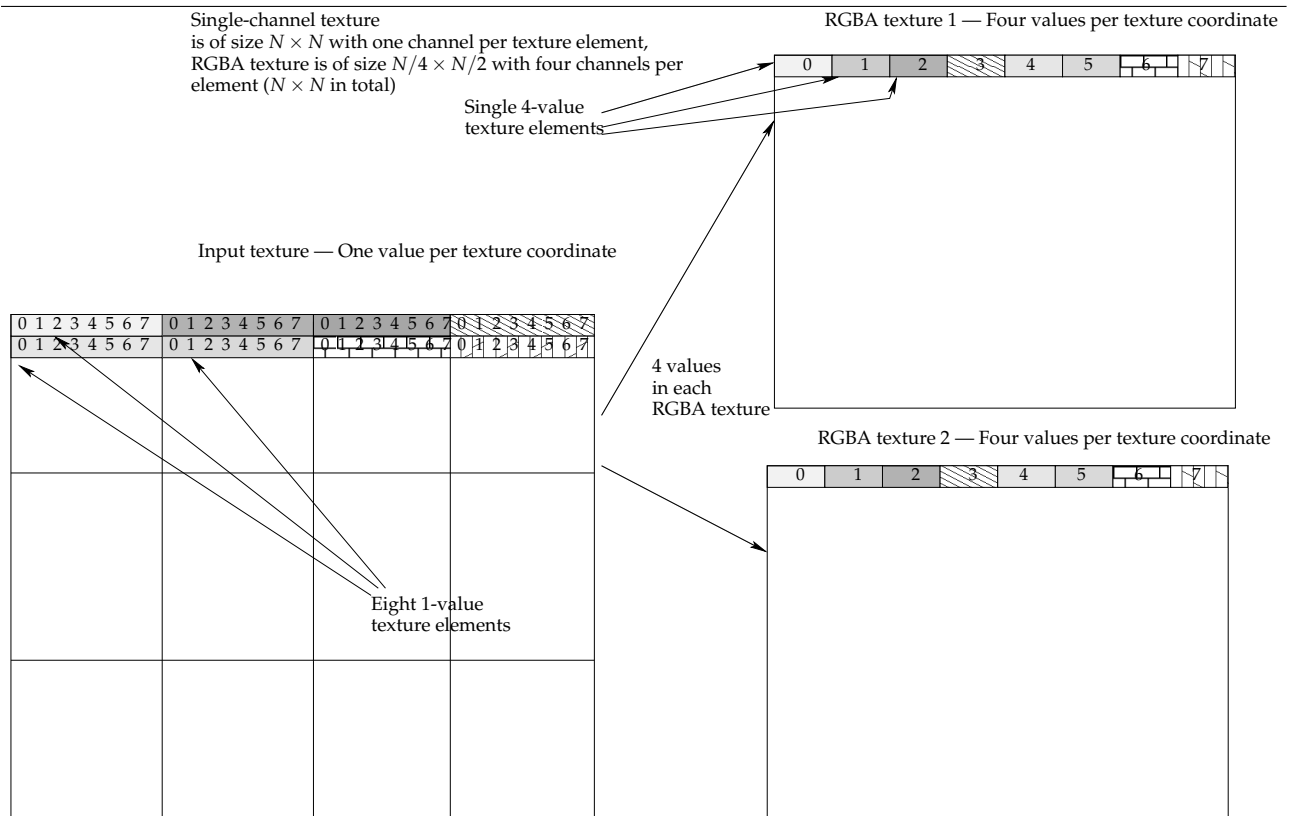 Single-channel texture
is of size N × N with one channel per texture element,
RGBA texture is of size N/4 × N/2 with four channels per
element (N × N in total)
RGBA texture 1 — Four values per texture coordinate
0 1 2 3 4 5 6 7
Single 4-value
texture elements
Input texture — One value per texture coordinate
0 1 2 3 4 5 6 7 0 1 2 3 4 5 6 7 0 1 2 3 4 5 6 7 0 1 2 3 4 5 6 7
0 1 2 3 4 5 6 7 0 1 2 3 4 5 6 7 0 1 2 3 4 5 6 7 0 1 2 3 4 5 6 7
4 values
in each
RGBA texture
RGBA texture 2 — Four values per texture coordinate
0 1 2 3 4 5 6 7
Eight 1-value
texture elements